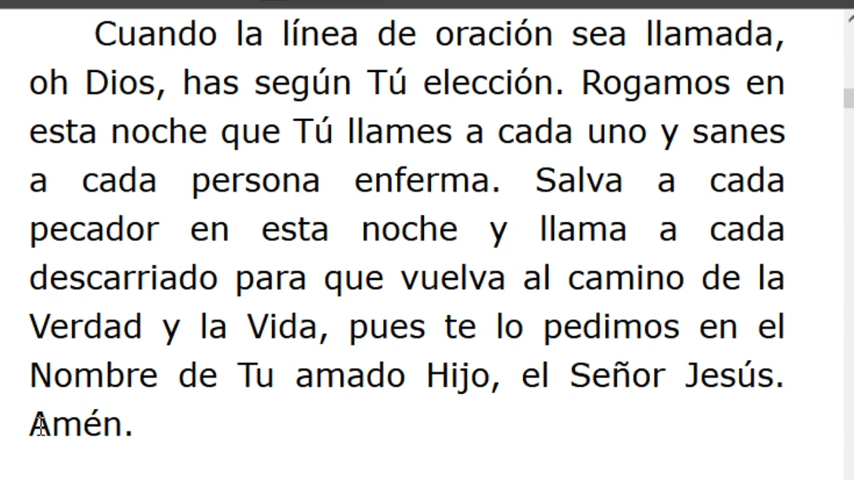 Cuando la línea de oración sea llamada,
oh Dios, has según Tú elección. Rogamos en
esta noche que Tú llames a cada uno y sanes
a cada persona enferma. Salva a cada
pecador en esta noche y llama a cada
descarriado para que vuelva al camino de la
Verdad y la Vida, pues te lo pedimos en el
Nombre de Tu amado Hijo, el Señor Jesús.
Amén.